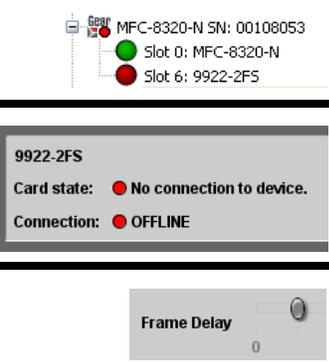 Gear
MFC-8320-N SN: 00108053
Slot 0: MFC-8320-N
Slot 6: 9922-2FS
9922-2FS
Card state: No connection to device.
Connection: OFFLINE
Frame Delay
0